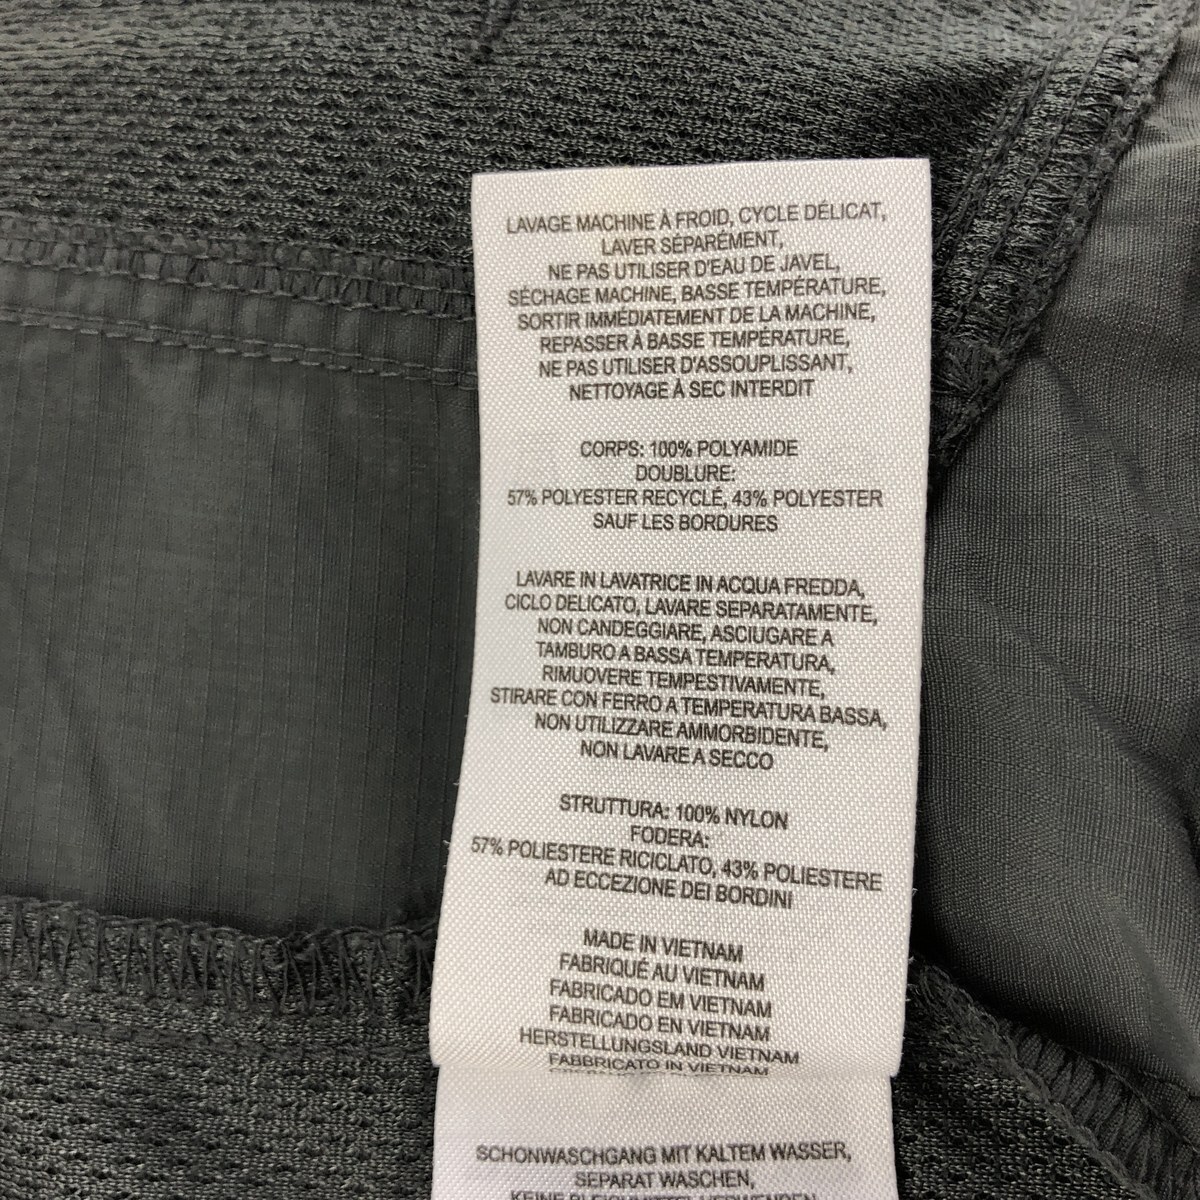 LAVAGE MACHINE À FROID, CYCLE DÉLICAT,
LAVER SÉPARÉMENT,
NE PAS UTILISER D'EAU DE JAVEL,
SÉCHAGE MACHINE, BASSE TEMPÉRATURE,
SORTIR IMMÉDIATEMENT DE LA MACHINE,
REPASSER À BASSE TEMPÉRATURE,
NE PAS UTILISER D'ASSOUPLISSANT,
NETTOYAGE À SEC INTERDIT
CORPS: 100% POLYAMIDE
DOUBLURE:
57% POLYESTER RECYCLÉ, 43% POLYESTER
SAUF LES BORDURES
LAVARE IN LAVATRICE IN ACQUA FREDDA,
CICLO DELICATO, LAVARE SEPARATAMENTE,
NON CANDEGGIARE, ASCIUGARE A
TAMBURO A BASSA TEMPERATURA,
RIMUOVERE TEMPESTIVAMENTE,
STIRARE CON FERRO A TEMPERATURA BASSA,
NON UTILIZZARE AMMORBIDENTE,
NON LAVARE A SECCO
STRUTTURA: 100% NYLON
FODERA:
57% POLIESTERE RICICLATO, 43% POLIESTERE
AD ECCEZIONE DEI BORDINI
MADE IN VIETNAM
FABRIQUÉ AU VIETNAM
FABRICADO EM VIETNAM
FABRICADO EN VIETNAM
HERSTELLUNGSLAND VIETNAM
FABBRICATO IN VIETNAM
SCHONWASCHGANG MIT KALTEM WASSER,
SEPARAT WASCHEN,
KEINE BLEICHMITTEL VERWENDEN